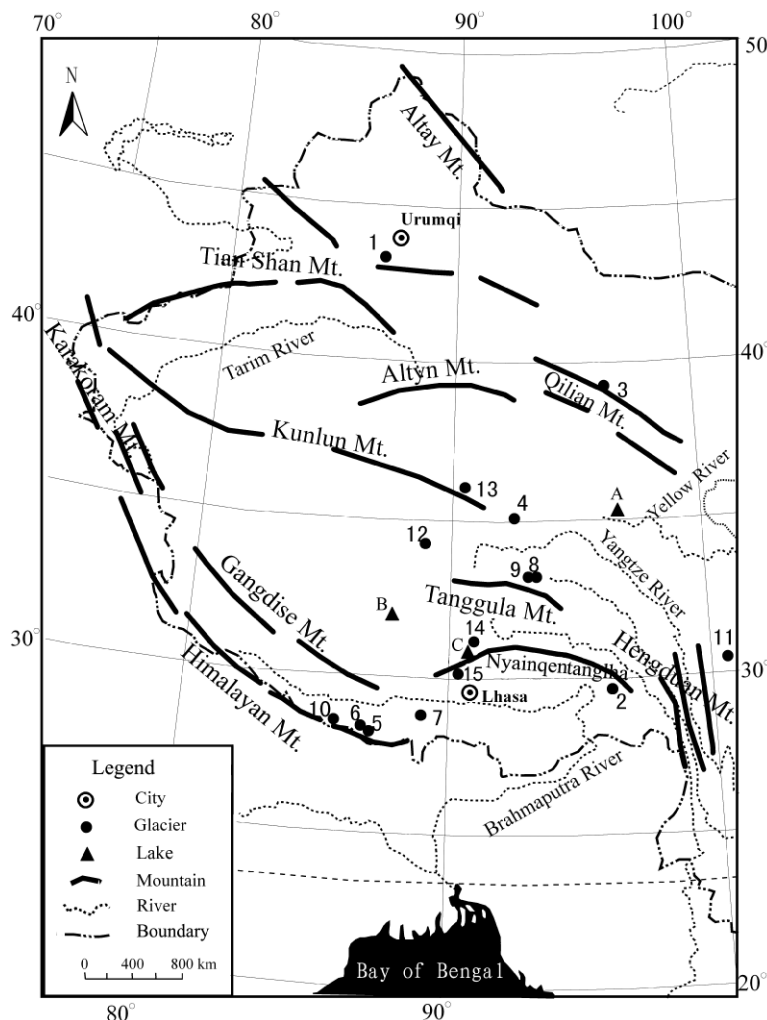 70°
80°
90°
100°
50
N
Altay Mt.
Urumqi
1
Tian Shan Mt.
40°
40°
Karakoram Mt.
Tarim River
Altyn Mt.
Qilian Mt.
3
Kunlun Mt.
13
4
A
Yellow River
12
9
8
Yangtze River
Gangdise Mt.
B
Tanggula Mt.
30°
30°
14
C
Nyainqentanglha
15
Hengduan Mt.
11
Himalayan Mt.
Lhasa
2
10
6
5
7
Brahmaputra River
Legend
City
Glacier
Lake
Mountain
River
Boundary
0 400 800 km
Bay of Bengal
20°
80°
90°